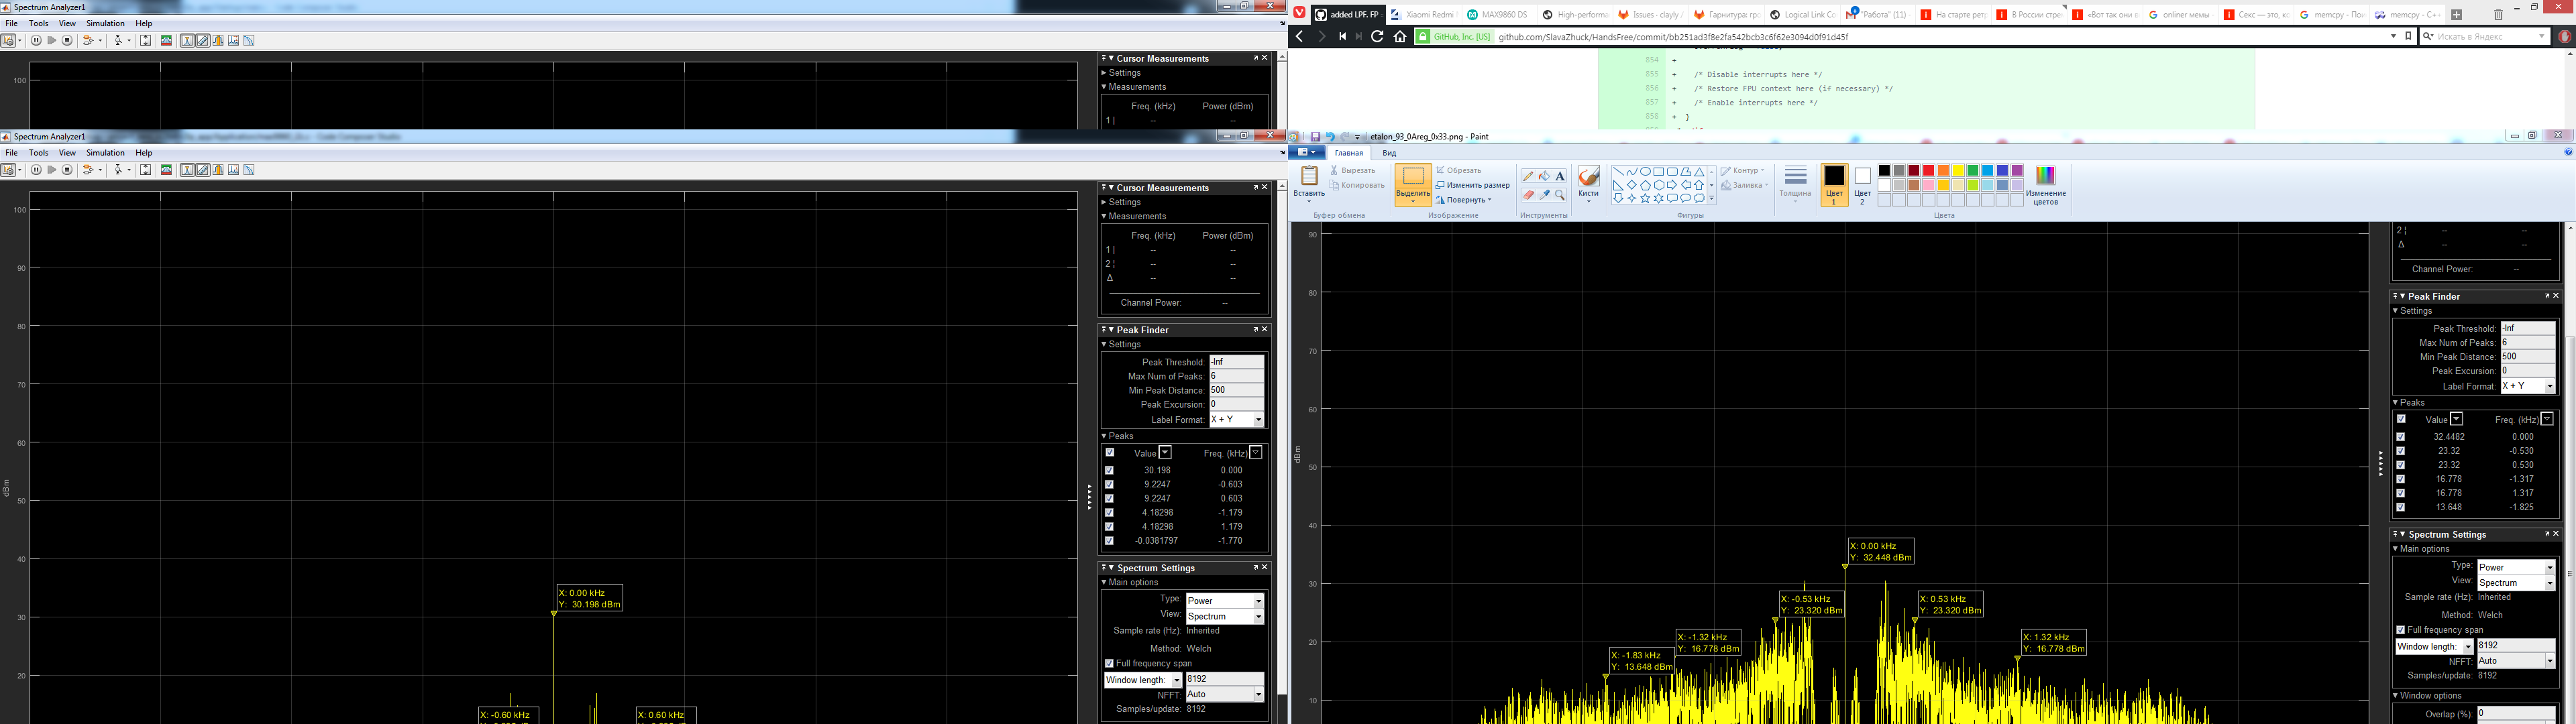 Spectrum Analyzer1
File Tools View Simulation Help
100
Cursor Measurements
Settings
Measurements
Freq. (kHz) Power (dBm)
1 | -- --
Spectrum Analyzer1
File Tools View Simulation Help
100
90
80
70
60
50
40
30
20
dBm
X: 0.00 kHz
Y: 30.198 dBm
X: -0.60 kHz
X: 0.60 kHz
Cursor Measurements
Settings
Measurements
Freq. (kHz) Power (dBm)
1 | -- --
2 ¦ -- --
Δ -- --
Channel Power: --
Peak Finder
Settings
Peak Threshold: -Inf
Max Num of Peaks: 6
Min Peak Distance: 500
Peak Excursion: 0
Label Format: X + Y
Peaks
Value Freq. (kHz)
30.198 0.000
9.2247 -0.603
9.2247 0.603
4.18298 -1.179
4.18298 1.179
-0.0381797 -1.770
Spectrum Settings
Main options
Type: Power
View: Spectrum
Sample rate (Hz): Inherited
Method: Welch
Full frequency span
Window length: 8192
NFFT: Auto
Samples/update: 8192
added LPF. FP
Xiaomi Redmi
MAX9860 DS
High-performa
Issues · clayly/
Гарнитура: гр
Logical Link Co
"Работа" (11) -
На старте рет
В России стре
«Вот так они в
onliner мемы -
Секс — это, ко
memcpy - Пои
memcpy - C++
GitHub, Inc. [US] github.com/SlavaZhuck/HandsFree/commit/bb251ad3f8e2fa542bcb3c6f62e3094d0f91d45f
Искать в Яндекс
854 +
855 + /* Disable interrupts here */
856 + /* Restore FPU context here (if necessary) */
857 + /* Enable interrupts here */
858 + }
etalon_93_0Areg_0x33.png - Paint
Главная Вид
Вставить
Вырезать
Копировать
Буфер обмена
Выделить
Обрезать
Изменить размер
Повернуть
Изображение
Инструменты
Кисти
Контур
Заливка
Фигуры
Толщина
Цвет 1
Цвет 2
Изменение цветов
Цвета
90
80
70
60
50
40
30
20
10
dBm
X: 0.00 kHz
Y: 32.448 dBm
X: -0.53 kHz
Y: 23.320 dBm
X: 0.53 kHz
Y: 23.320 dBm
X: -1.32 kHz
Y: 16.778 dBm
X: 1.32 kHz
Y: 16.778 dBm
X: -1.83 kHz
Y: 13.648 dBm
2 ¦ -- --
Δ -- --
Channel Power: --
Peak Finder
Settings
Peak Threshold: -Inf
Max Num of Peaks: 6
Min Peak Distance: 500
Peak Excursion: 0
Label Format: X + Y
Peaks
Value Freq. (kHz)
32.4482 0.000
23.32 -0.530
23.32 0.530
16.778 -1.317
16.778 1.317
13.648 -1.825
Spectrum Settings
Main options
Type: Power
View: Spectrum
Sample rate (Hz): Inherited
Method: Welch
Full frequency span
Window length: 8192
NFFT: Auto
Samples/update: 8192
Window options
Overlap (%): 0